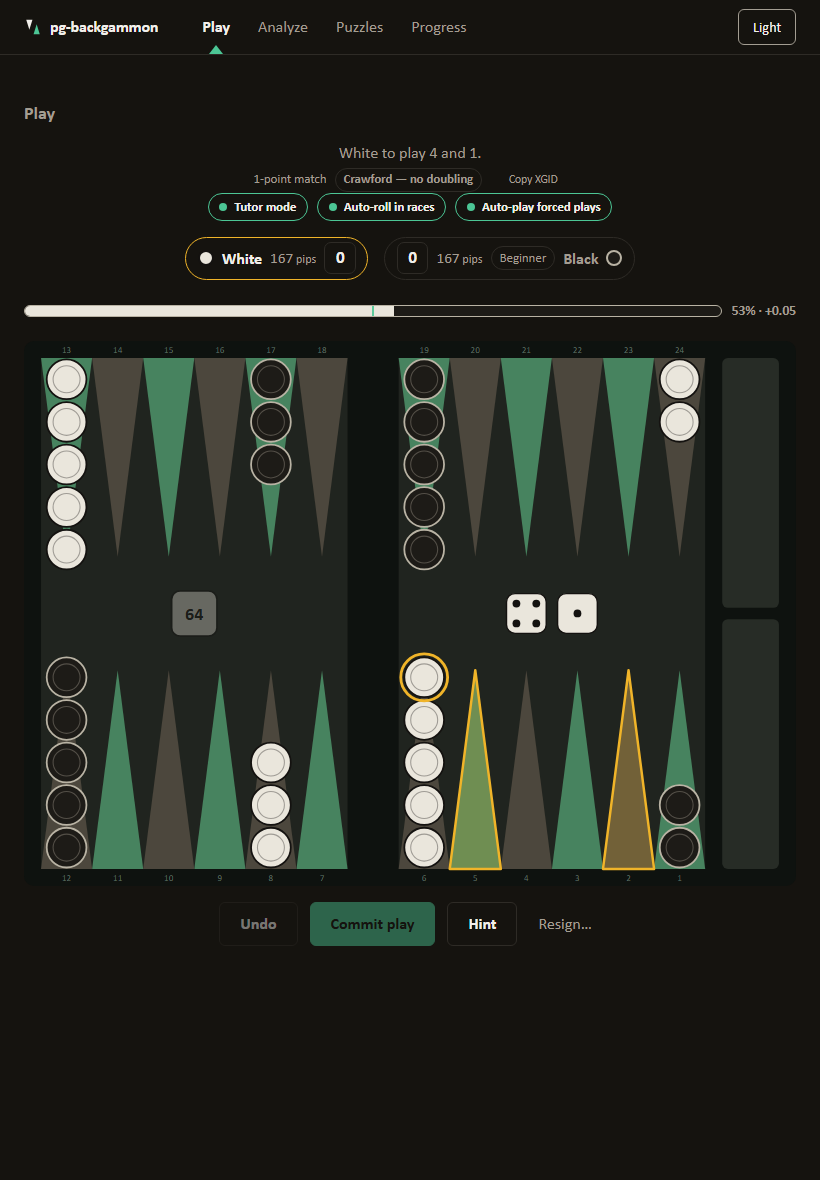 pg-backgammon Play Analyze Puzzles Progress Light
Play
White to play 4 and 1.
1-point match Crawford — no doubling Copy XGID
Tutor mode Auto-roll in races Auto-play forced plays
White 167 pips 0 0 167 pips Beginner Black
53% · +0.05
13 14 15 16 17 18 19 20 21 22 23 24
64
12 11 10 9 8 7 6 5 4 3 2 1
Undo Commit play Hint Resign...